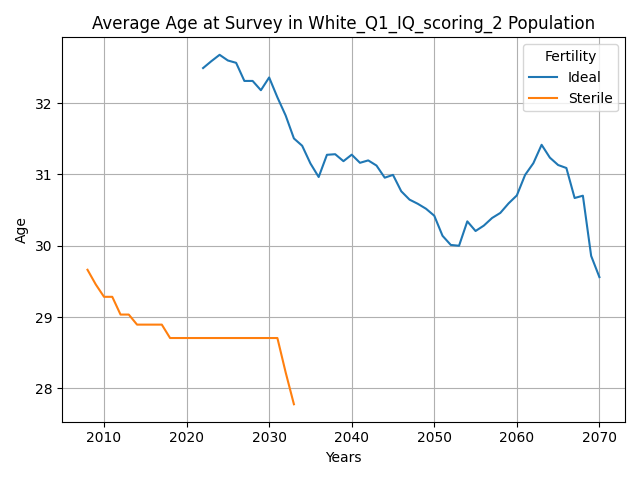 Average Age at Survey in White_Q1_IQ_scoring_2 Population
Fertility
Ideal
Sterile
Age
32
31
30
29
28
2010 2020 2030 2040 2050 2060 2070
Years